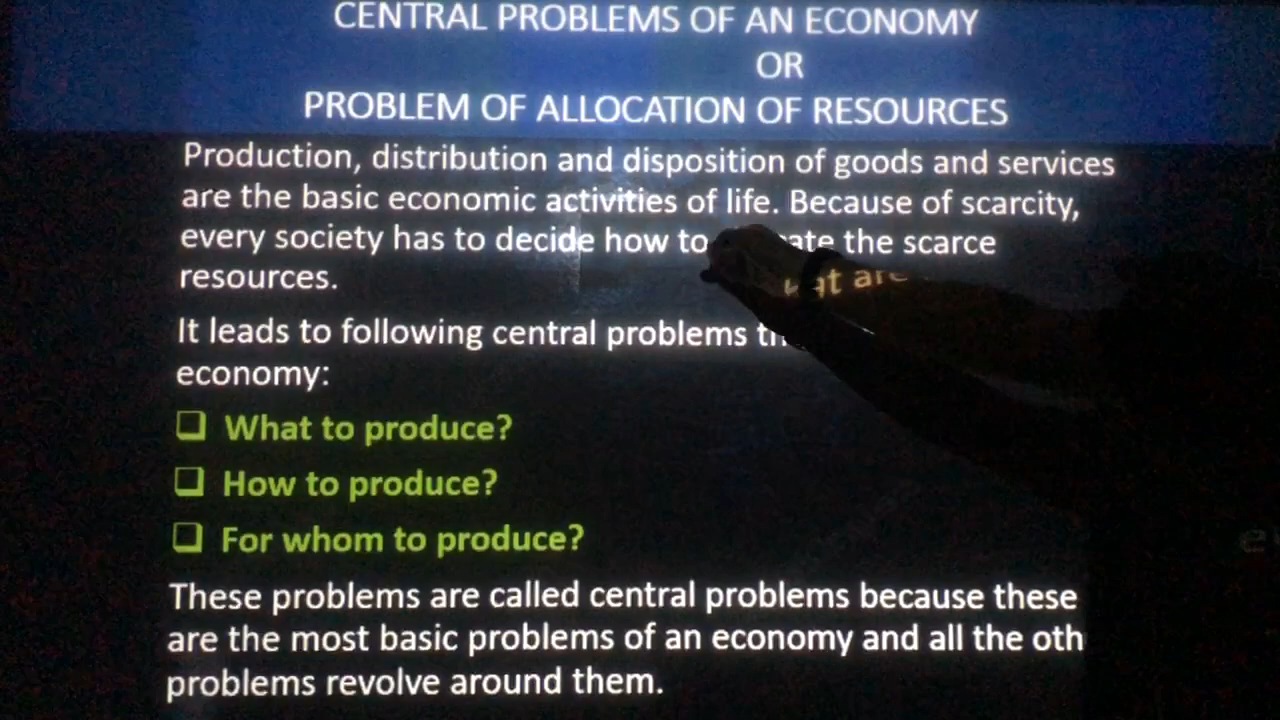 CENTRAL PROBLEMS OF AN ECONOMY
OR
PROBLEM OF ALLOCATION OF RESOURCES
Production, distribution and disposition of goods and services
are the basic economic activities of life. Because of scarcity,
every society has to decide how to the scarce
resources.
It leads to following central problems
economy:
❑ What to produce?
❑ How to produce?
❑ For whom to produce?
These problems are called central problems because these
are the most basic problems of an economy and all the oth
problems revolve around them.